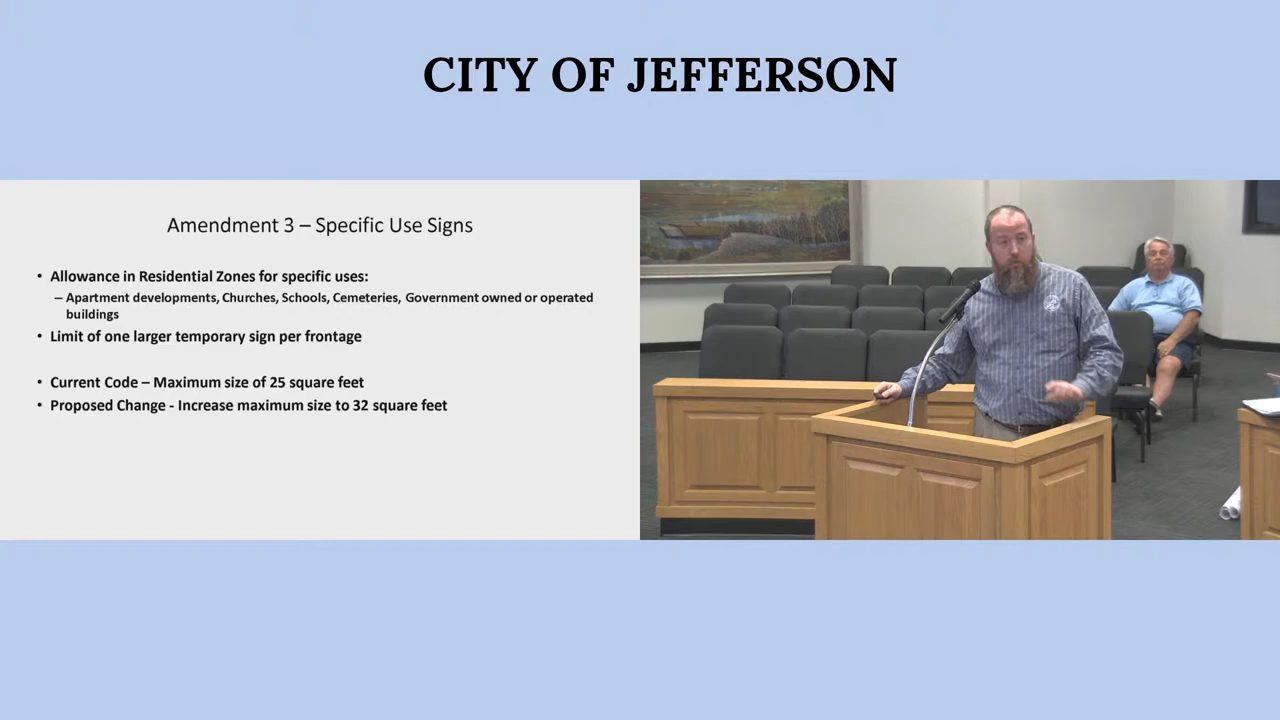 CITY OF JEFFERSON
Amendment 3 – Specific Use Signs
• Allowance in Residential Zones for specific uses:
– Apartment developments, Churches, Schools, Cemeteries, Government owned or operated
buildings
• Limit of one larger temporary sign per frontage
• Current Code – Maximum size of 25 square feet
• Proposed Change - Increase maximum size to 32 square feet